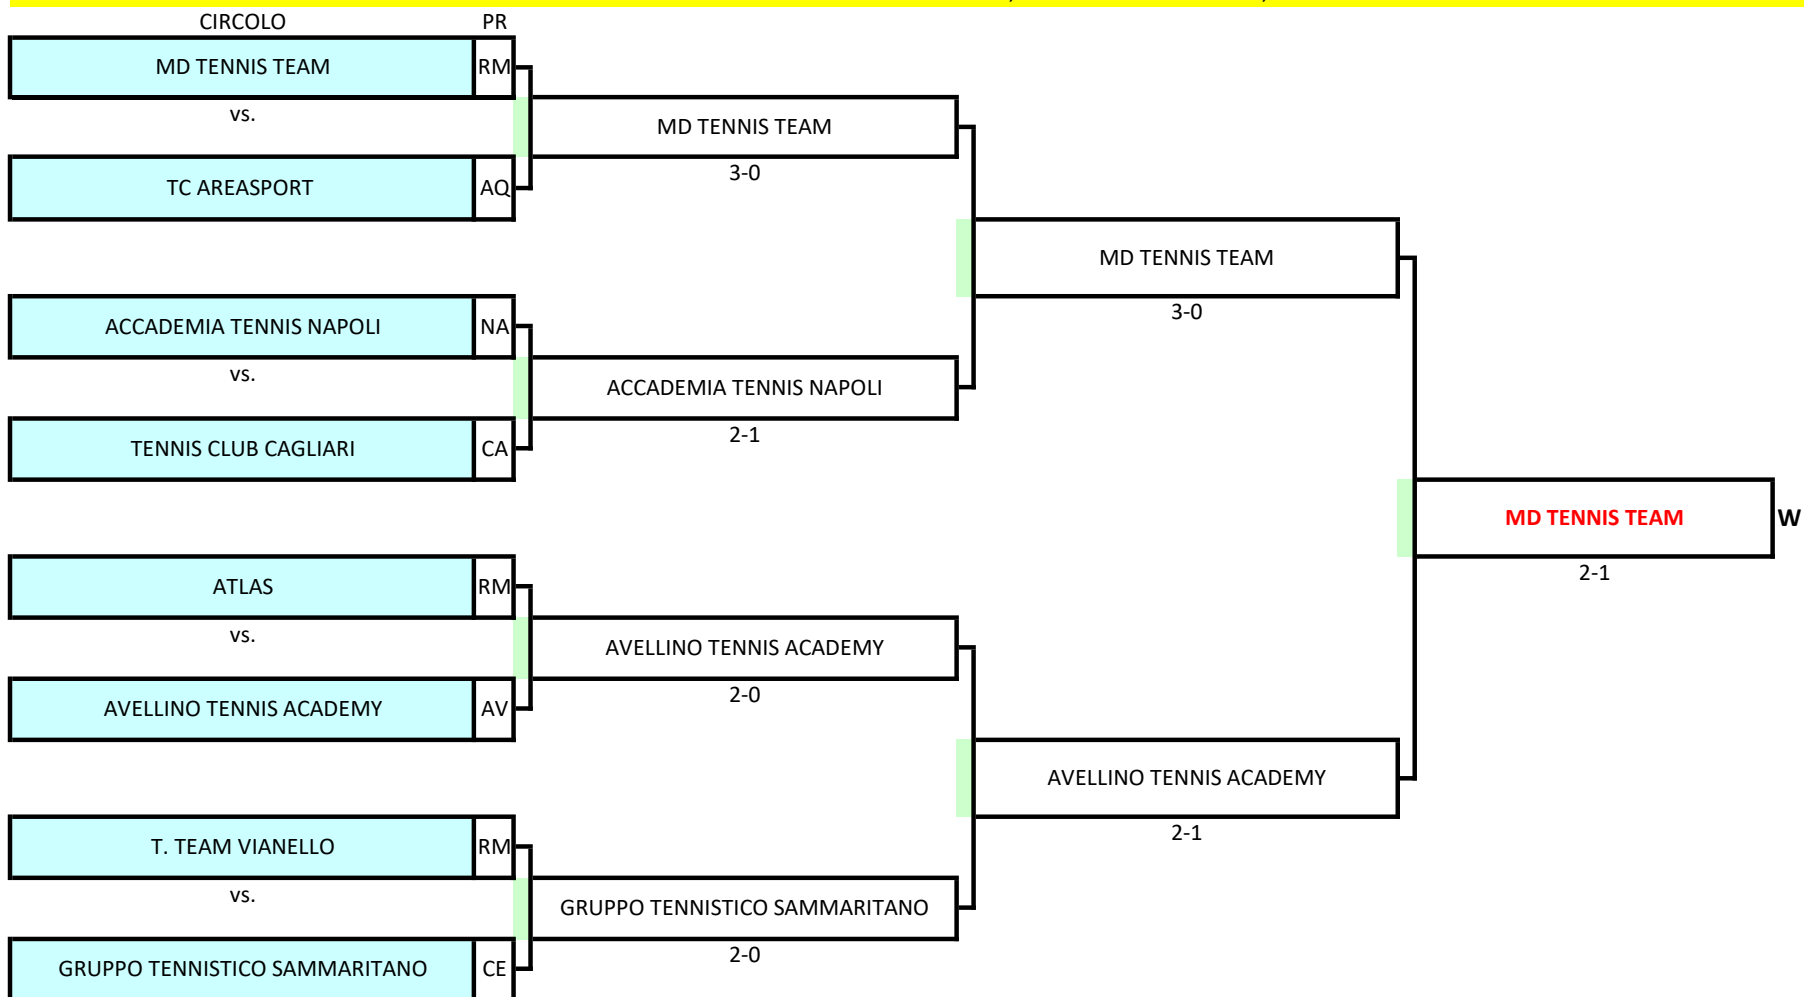 CIRCOLO PR
MD TENNIS TEAM RM
vs.
TC AREASPORT AQ
ACCADEMIA TENNIS NAPOLI NA
vs.
TENNIS CLUB CAGLIARI CA
ATLAS RM
vs.
AVELLINO TENNIS ACADEMY AV
T. TEAM VIANELLO RM
vs.
GRUPPO TENNISTICO SAMMARITANO CE
MD TENNIS TEAM
3-0
ACCADEMIA TENNIS NAPOLI
2-1
AVELLINO TENNIS ACADEMY
2-0
GRUPPO TENNISTICO SAMMARITANO
2-0
MD TENNIS TEAM
3-0
AVELLINO TENNIS ACADEMY
2-1
MD TENNIS TEAM W
2-1